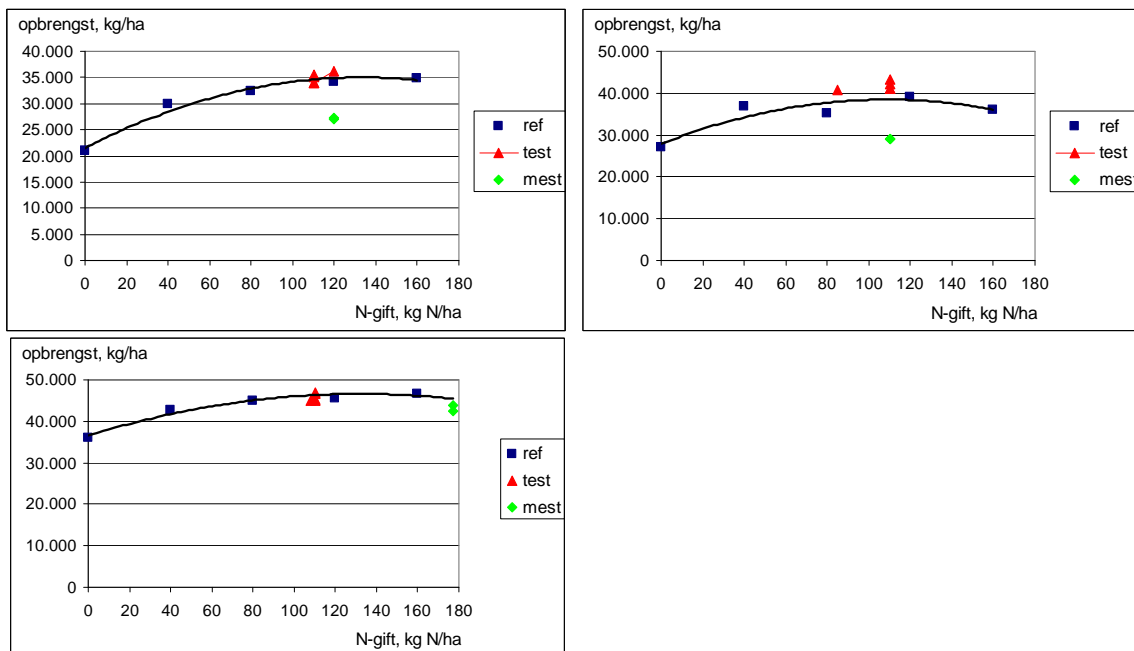 opbrengst, kg/ha
40.000
35.000
30.000
25.000
20.000
15.000
10.000
5.000
0
0 20 40 60 80 100 120 140 160 180
N-gift, kg N/ha
ref
test
mest
opbrengst, kg/ha
50.000
40.000
30.000
20.000
10.000
0
0 20 40 60 80 100 120 140 160 180
N-gift, kg N/ha
ref
test
mest
opbrengst, kg/ha
50.000
40.000
30.000
20.000
10.000
0
0 20 40 60 80 100 120 140 160 180
N-gift, kg N/ha
ref
test
mest